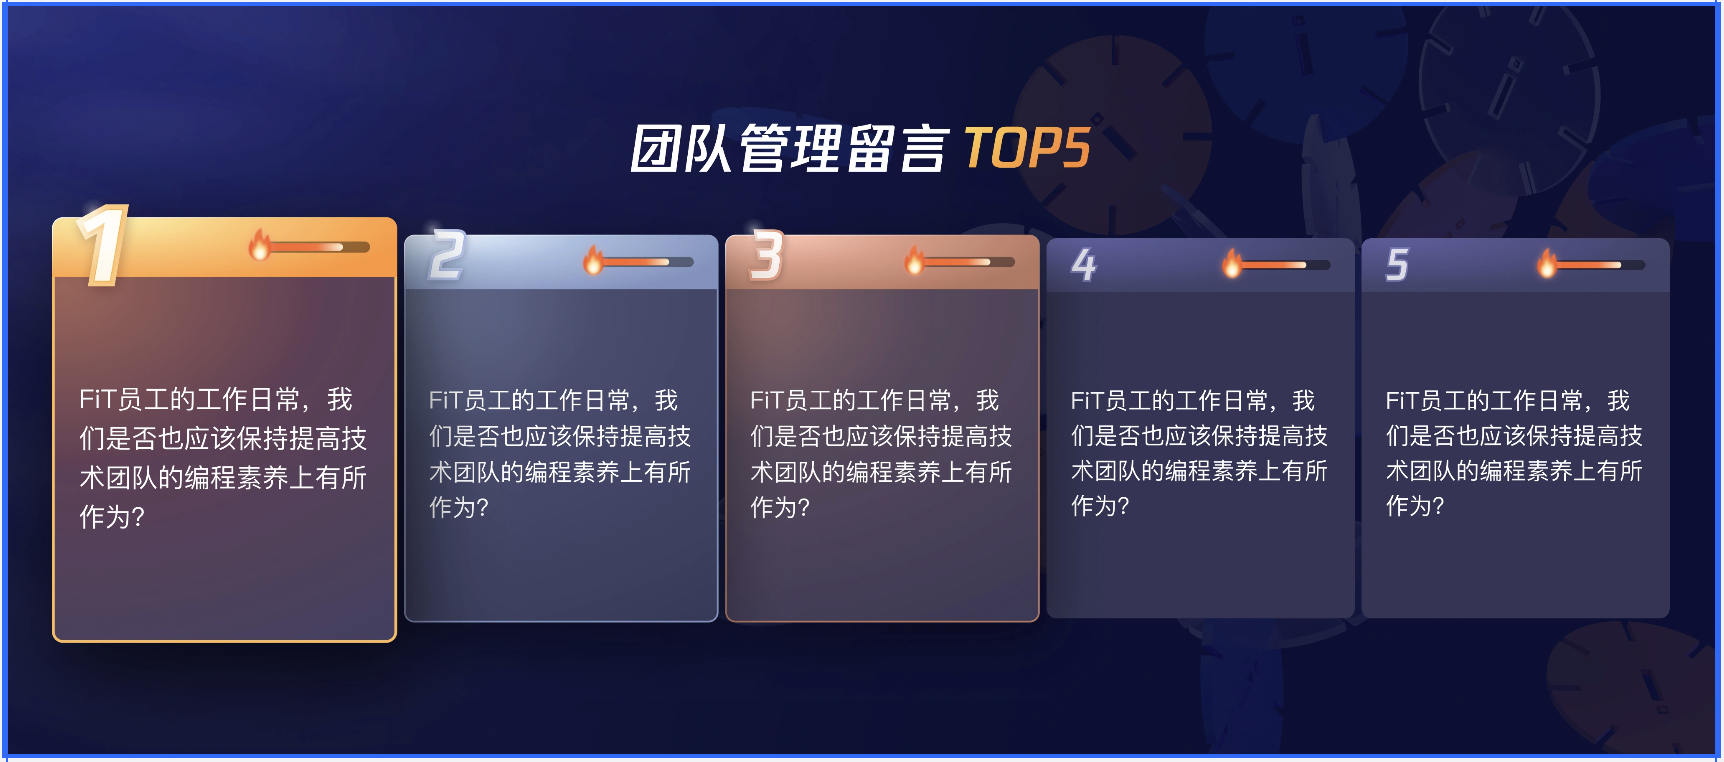 团队管理留言 TOP5
1
FiT员工的工作日常，我
们是否也应该保持提高技
术团队的编程素养上有所
作为？
2
FiT员工的工作日常，我
们是否也应该保持提高技
术团队的编程素养上有所
作为？
3
FiT员工的工作日常，我
们是否也应该保持提高技
术团队的编程素养上有所
作为？
4
FiT员工的工作日常，我
们是否也应该保持提高技
术团队的编程素养上有所
作为？
5
FiT员工的工作日常，我
们是否也应该保持提高技
术团队的编程素养上有所
作为？